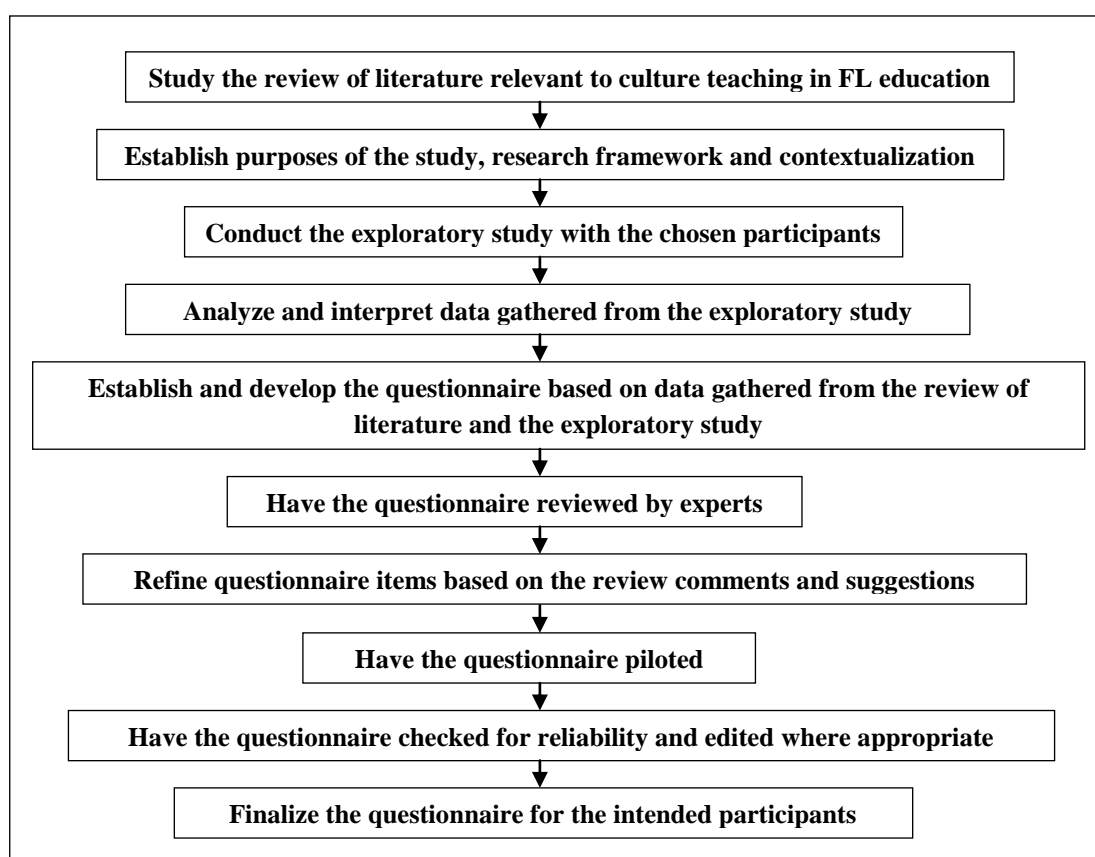 Study the review of literature relevant to culture teaching in FL education
Establish purposes of the study, research framework and contextualization
Conduct the exploratory study with the chosen participants
Analyze and interpret data gathered from the exploratory study
Establish and develop the questionnaire based on data gathered from the review of
literature and the exploratory study
Have the questionnaire reviewed by experts
Refine questionnaire items based on the review comments and suggestions
Have the questionnaire piloted
Have the questionnaire checked for reliability and edited where appropriate
Finalize the questionnaire for the intended participants